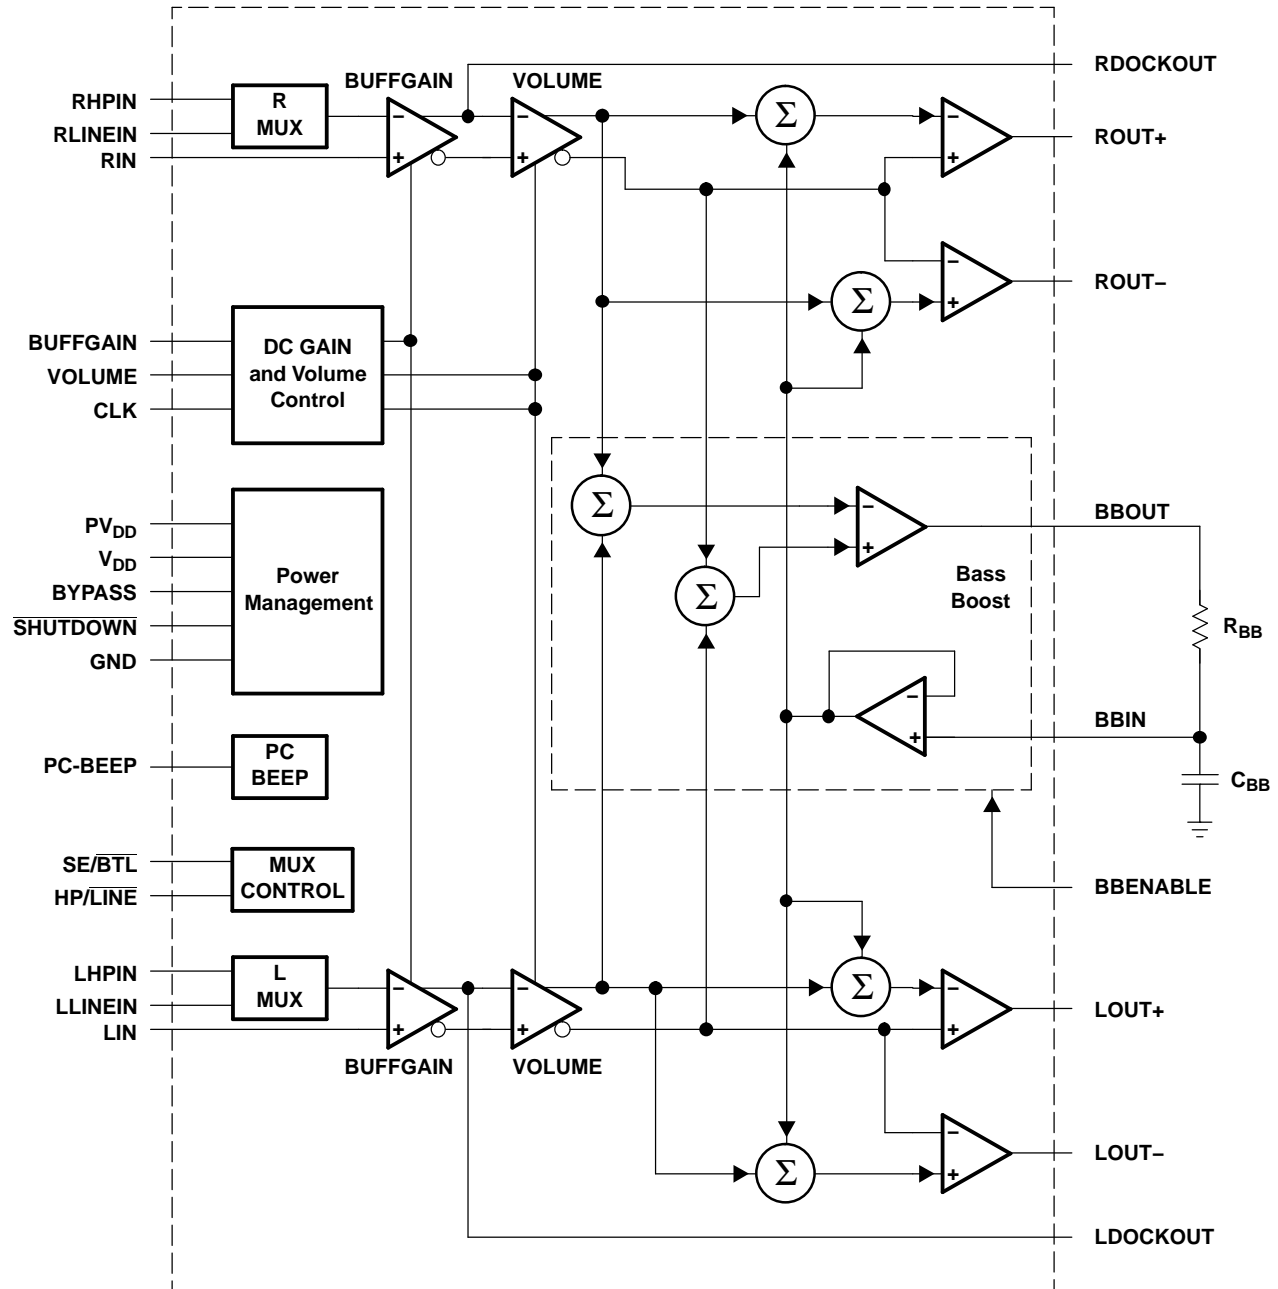 RDOCKOUT
BUFFGAIN
VOLUME
RHPIN
R
MUX
−
−
Σ
−
RLINEIN
ROUT+
RIN
+
+
+
−
ROUT−
Σ
+
BUFFGAIN
DC GAIN
and Volume
Control
VOLUME
CLK
Σ
−
BBOUT
+
PVDD
VDD
Power
Management
BYPASS
Bass
Boost
Σ
SHUTDOWN
RBB
GND
−
BBIN
+
PC-BEEP
PC
BEEP
CBB
SE/BTL
MUX
CONTROL
HP/LINE
BBENABLE
LHPIN
L
MUX
−
−
Σ
−
LLINEIN
LOUT+
LIN
+
+
+
BUFFGAIN
VOLUME
−
LOUT−
Σ
+
LDOCKOUT